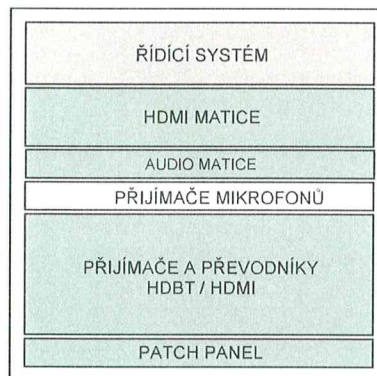 ŘÍDÍCÍ SYSTÉM
HDMI MATICE
AUDIO MATICE
PŘIJÍMAČE MIKROFONŮ
PŘIJÍMAČE A PŘEVODNÍKY
HDBT / HDMI
PATCH PANEL